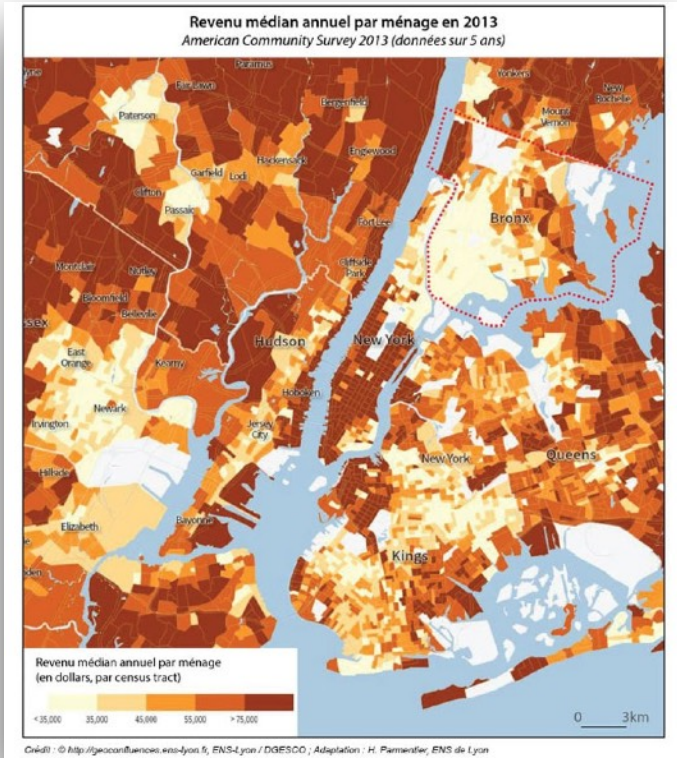 Revenu médian annuel par ménage en 2013
American Community Survey 2013 (données sur 5 ans)
Paramus
Fair Lawn
Yonkers
New Rochelle
Paterson
Bergenfield
Mount Vernon
Hackensack
Englewood
Garfield
Lodi
Clifton
Passaic
Bronx
Fort Lee
Montclair
Nutley
Cliffside Park
Bloomfield
Belleville
East Orange
Kearny
Hudson
New York
Hoboken
Newark
Irvington
Jersey City
New York
Queens
Hillside
Elizabeth
Bayonne
Kings
Revenu médian annuel par ménage
(en dollars, par census tract)
<35,000 35,000 45,000 55,000 >75,000
0 3km
Crédit : © http://geoconfluences.ens-lyon.fr, ENS-Lyon / DGESCO ; Adaptation : H. Parmentier, ENS de Lyon